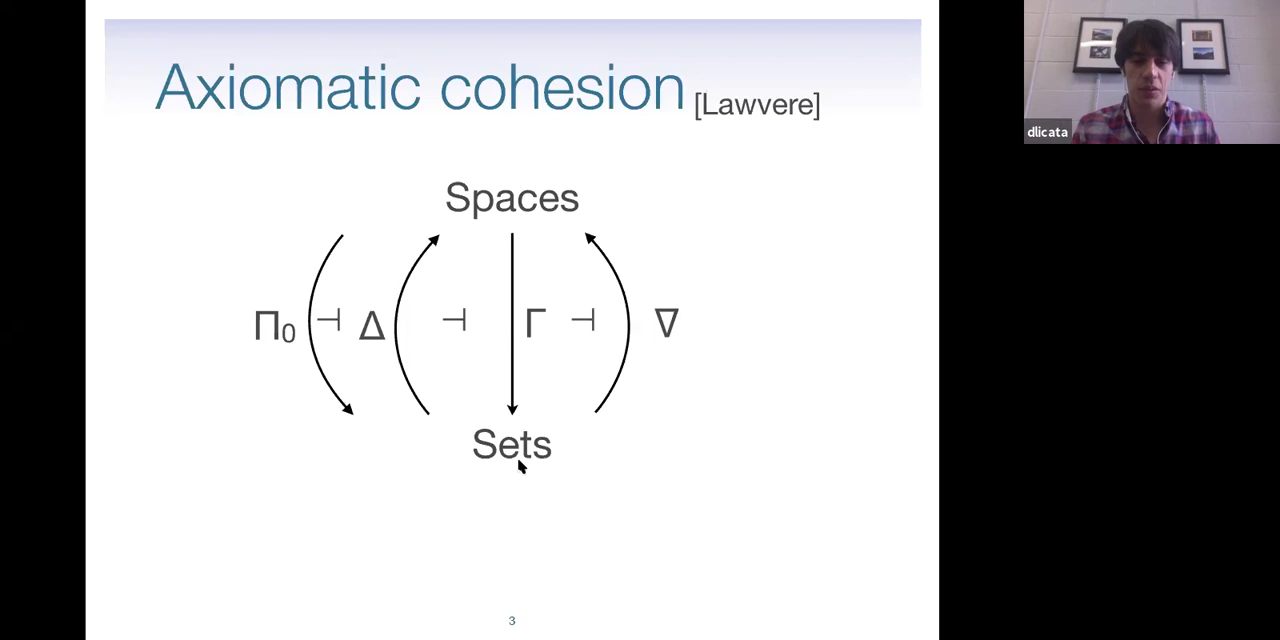 Axiomatic cohesion [Lawvere]
dlicata
Spaces
Π₀ ⊣ Δ ⊣ Γ ⊣ ∇
Sets
3